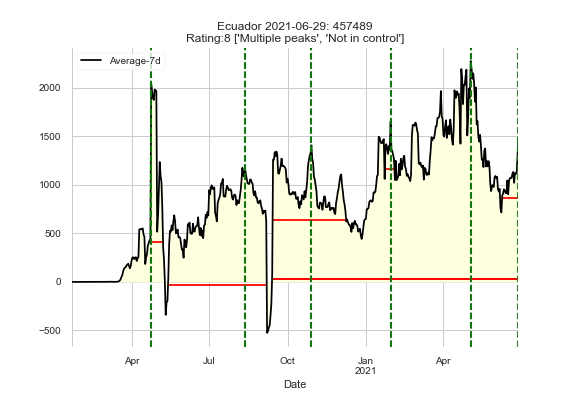 Ecuador 2021-06-29: 457489
Rating:8 ['Multiple peaks', 'Not in control']
Average-7d
2000
1500
1000
500
0
−500
Apr
Jul
Oct
Jan
2021
Apr
Date